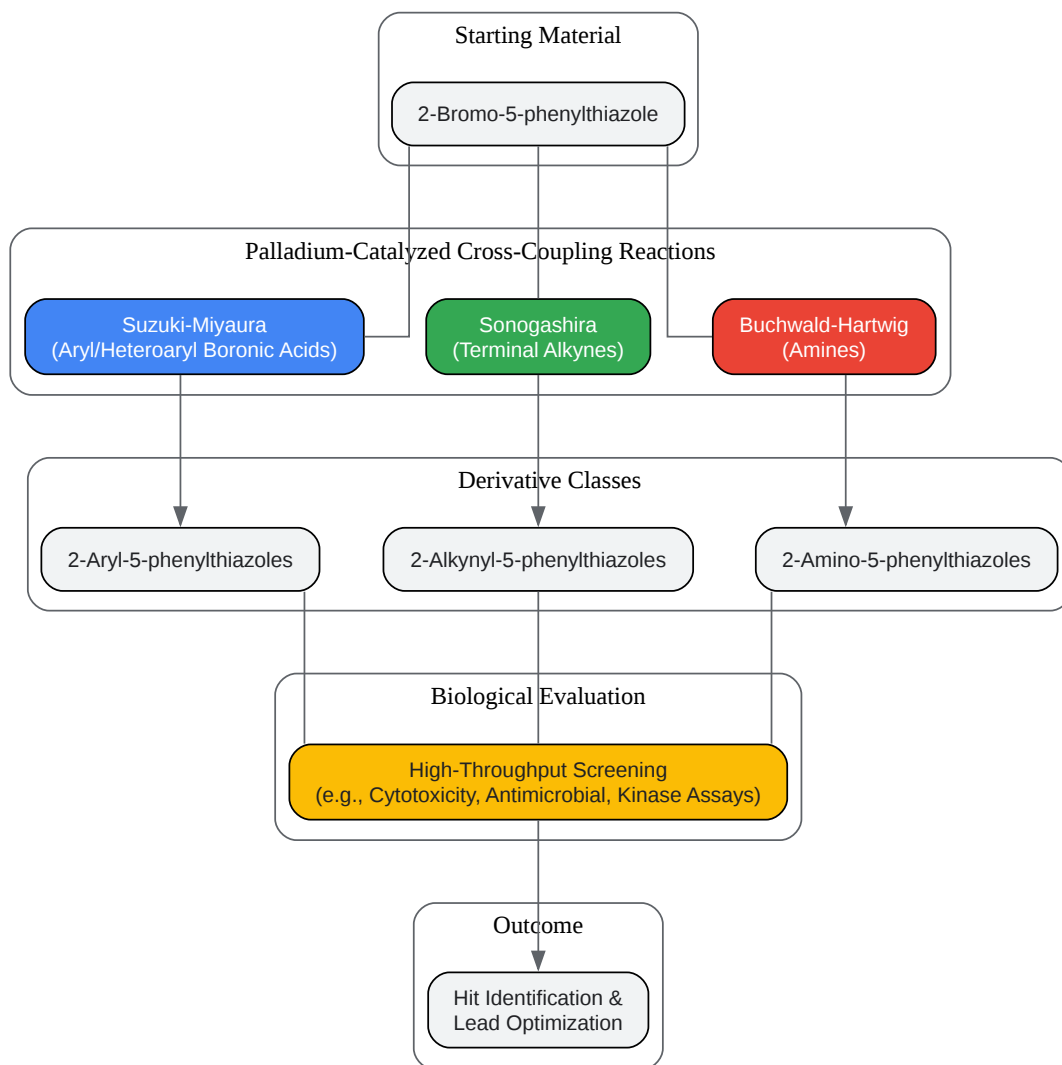 Starting Material
2-Bromo-5-phenylthiazole
Palladium-Catalyzed Cross-Coupling Reactions
Suzuki-Miyaura
(Aryl/Heteroaryl Boronic Acids)
Sonogashira
(Terminal Alkynes)
Buchwald-Hartwig
(Amines)
Derivative Classes
2-Aryl-5-phenylthiazoles
2-Alkynyl-5-phenylthiazoles
2-Amino-5-phenylthiazoles
Biological Evaluation
High-Throughput Screening
(e.g., Cytotoxicity, Antimicrobial, Kinase Assays)
Outcome
Hit Identification &
Lead Optimization